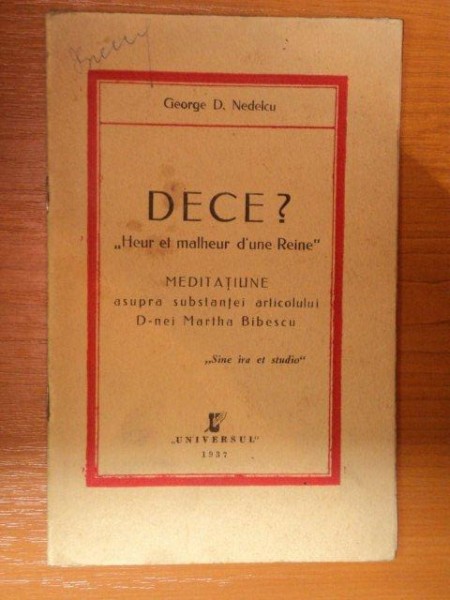 George D. Nedelcu
DECE?
„Heur et malheur d'une Reine"
MEDITAȚIUNE
asupra substanței articolului
D-nei Martha Bibescu
„Sine ira et studio"
„UNIVERSUL"
1937